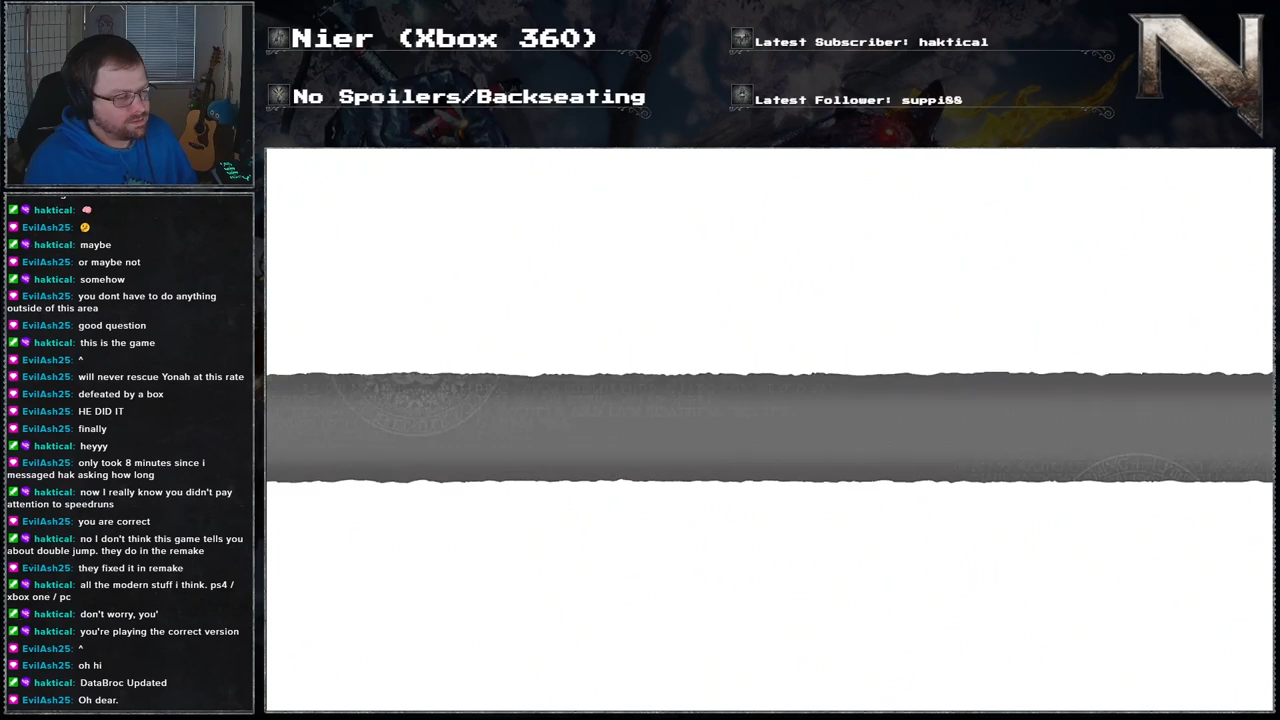 Nier (Xbox 360)
Latest Subscriber: haktical
No Spoilers/Backseating
Latest Follower: suppi88
N
haktical: 🧠
EvilAsh25: 🤔
haktical: maybe
EvilAsh25: or maybe not
haktical: somehow
EvilAsh25: you dont have to do anything
outside of this area
EvilAsh25: good question
haktical: this is the game
EvilAsh25: ^
EvilAsh25: will never rescue Yonah at this rate
EvilAsh25: defeated by a box
EvilAsh25: HE DID IT
EvilAsh25: finally
haktical: heyyy
EvilAsh25: only took 8 minutes since i
messaged hak asking how long
haktical: now I really know you didn't pay
attention to speedruns
EvilAsh25: you are correct
haktical: no I don't think this game tells you
about double jump. they do in the remake
EvilAsh25: they fixed it in remake
haktical: all the modern stuff i think. ps4 /
xbox one / pc
haktical: don't worry, you'
haktical: you're playing the correct version
EvilAsh25: ^
EvilAsh25: oh hi
haktical: DataBroc Updated
EvilAsh25: Oh dear.